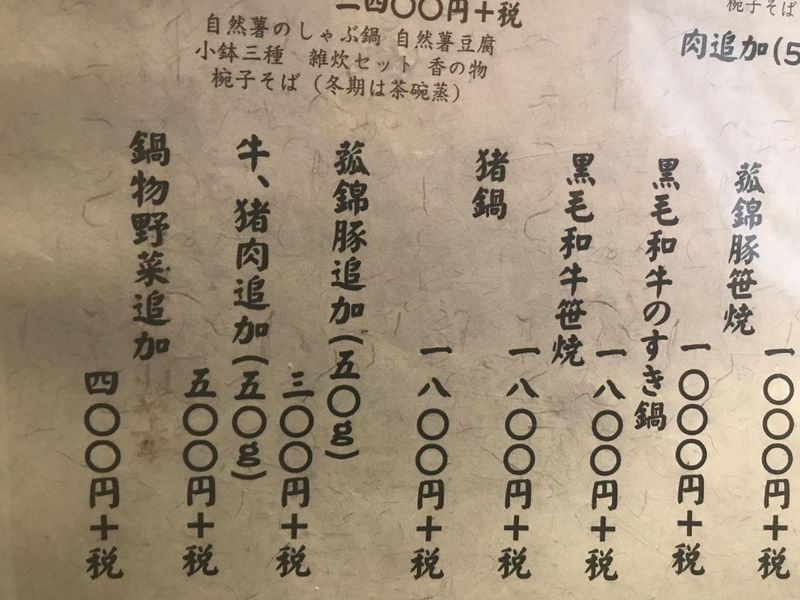 二四〇〇円+税
自然薯のしゃぶ鍋 自然薯豆腐
小鉢三種 雑炊セット 香の物
椀子そば (冬期は茶碗蒸)
椀子そば
肉追加(5
一〇〇〇円+税
菰錦豚笹焼
一〇〇〇円+税
黒毛和牛のすき鍋
一八〇〇円+税
黒毛和牛笹焼
一八〇〇円+税
猪鍋
一八〇〇円+税
菰錦豚追加(五〇g)
三〇〇円+税
牛、猪肉追加(五〇g)
五〇〇円+税
鍋物野菜追加
四〇〇円+税